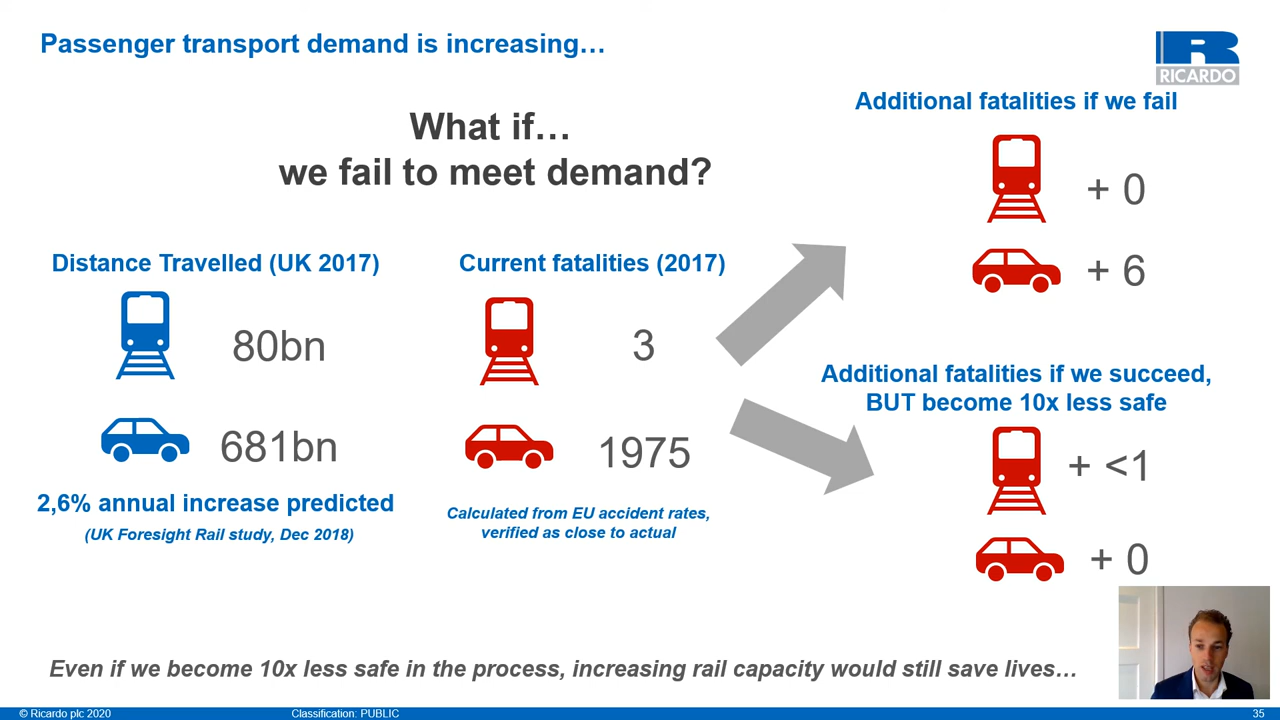 Passenger transport demand is increasing…
R
RICARDO
What if…
we fail to meet demand?
Distance Travelled (UK 2017)
80bn
681bn
2,6% annual increase predicted
(UK Foresight Rail study, Dec 2018)
Current fatalities (2017)
3
1975
Calculated from EU accident rates,
verified as close to actual
Additional fatalities if we fail
+ 0
+ 6
Additional fatalities if we succeed,
BUT become 10x less safe
+ <1
+ 0
Even if we become 10x less safe in the process, increasing rail capacity would still save lives…
© Ricardo plc 2020
Classification: PUBLIC
35